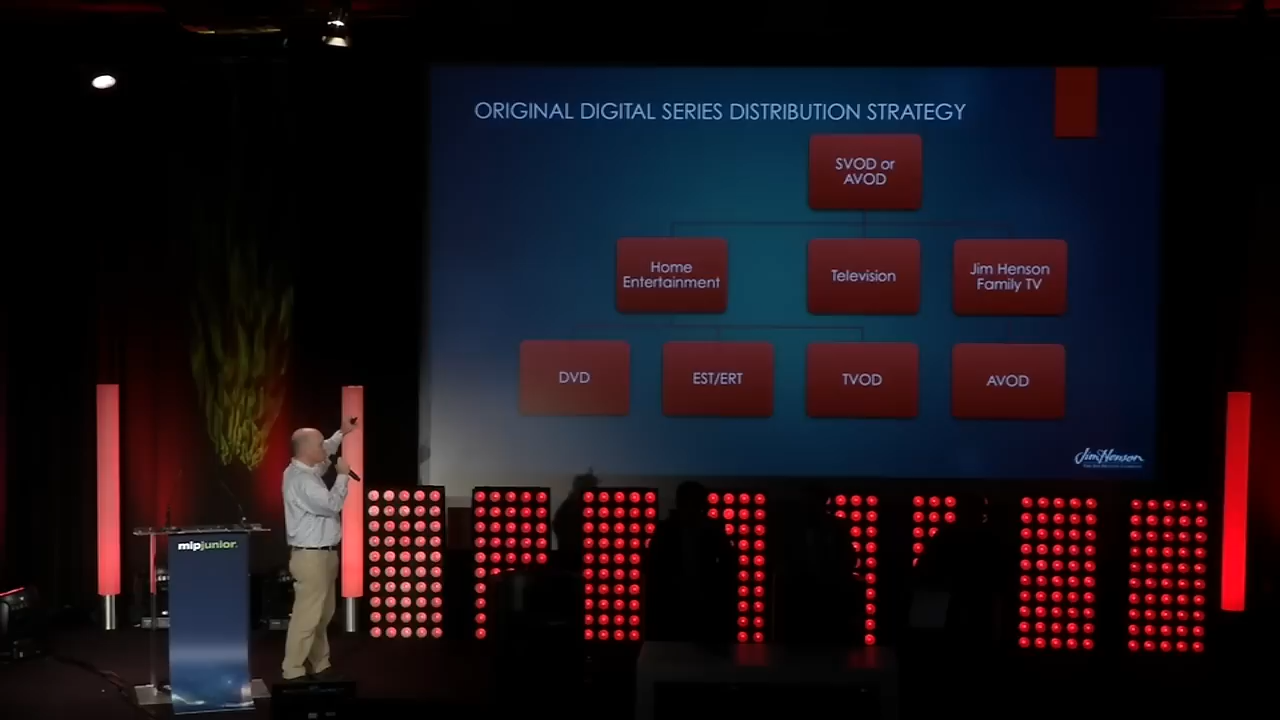 ORIGINAL DIGITAL SERIES DISTRIBUTION STRATEGY
SVOD or
AVOD
Home
Entertainment
Television
Jim Henson
Family TV
DVD
EST/ERT
TVOD
AVOD
Jim Henson
mipjunior.